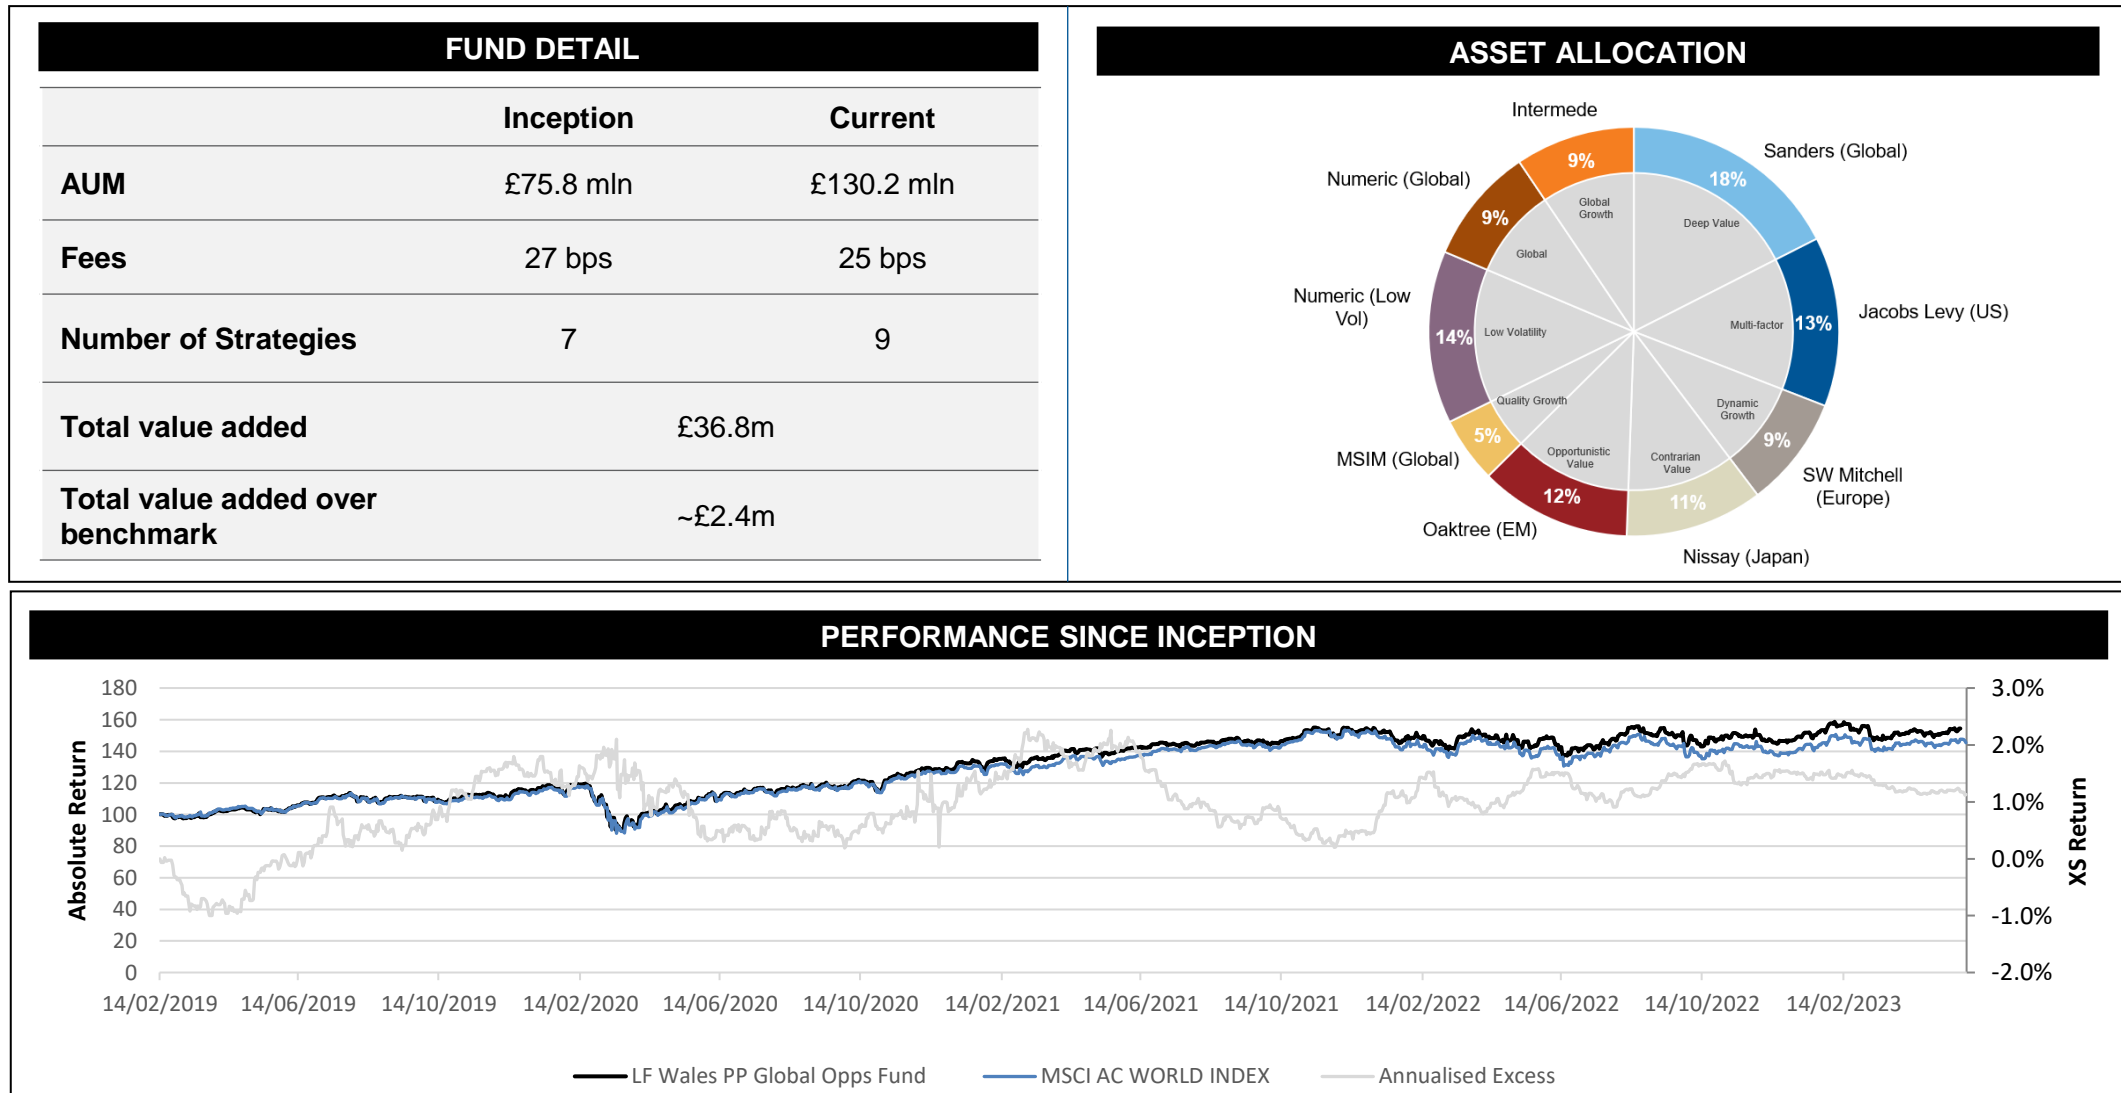 FUND DETAIL
Inception Current
AUM £75.8 mln £130.2 mln
Fees 27 bps 25 bps
Number of Strategies 7 9
Total value added £36.8m
Total value added over
benchmark ~£2.4m
ASSET ALLOCATION
Intermede
9%
Global
Growth
Sanders (Global)
18%
Deep Value
Jacobs Levy (US)
13%
Multi-factor
SW Mitchell
(Europe)
9%
Dynamic
Growth
Nissay (Japan)
11%
Contrarian
Value
Oaktree (EM)
12%
Opportunistic
Value
MSIM (Global)
5%
Quality Growth
Numeric (Low
Vol)
14%
Low Volatility
Numeric (Global)
9%
Global
PERFORMANCE SINCE INCEPTION
Absolute Return
180
160
140
120
100
80
60
40
20
0
3.0%
2.0%
1.0%
0.0%
-1.0%
-2.0%
XS Return
14/02/2019 14/06/2019 14/10/2019 14/02/2020 14/06/2020 14/10/2020 14/02/2021 14/06/2021 14/10/2021 14/02/2022 14/06/2022 14/10/2022 14/02/2023
LF Wales PP Global Opps Fund MSCI AC WORLD INDEX Annualised Excess